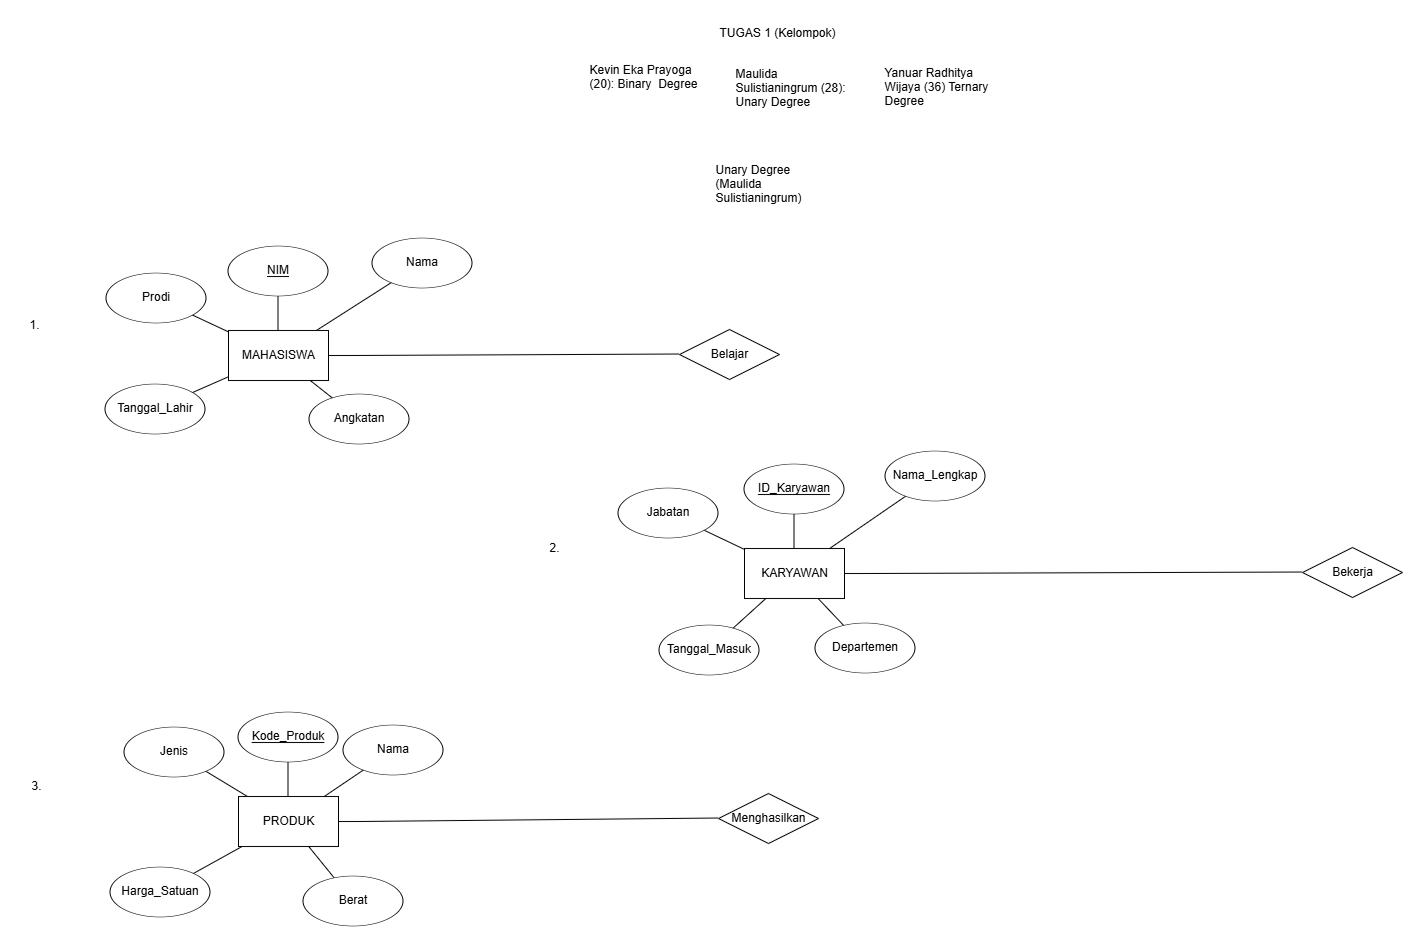 TUGAS 1 (Kelompok)
Kevin Eka Prayoga
(20): Binary  Degree
Maulida
Sulistianingrum (28):
Unary Degree
Yanuar Radhitya
Wijaya (36) Ternary
Degree
Unary Degree
(Maulida
Sulistianingrum)
1.
Prodi
NIM
Nama
MAHASISWA
Belajar
Tanggal_Lahir
Angkatan
2.
Jabatan
ID_Karyawan
Nama_Lengkap
KARYAWAN
Bekerja
Tanggal_Masuk
Departemen
3.
Jenis
Kode_Produk
Nama
PRODUK
Menghasilkan
Harga_Satuan
Berat